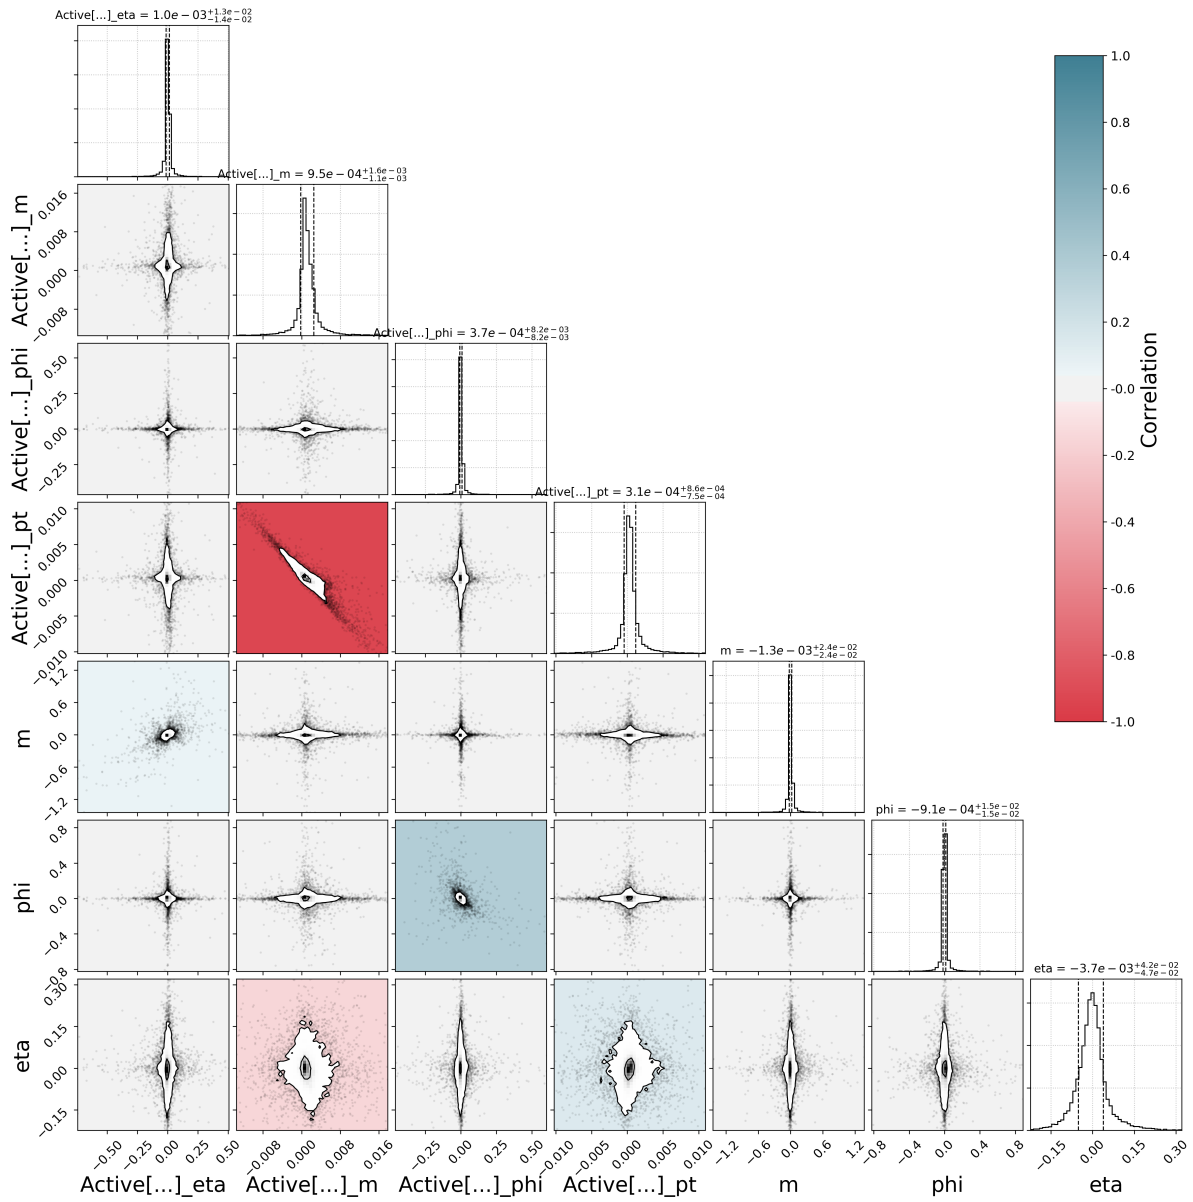 Active[...]_eta = 1.0e−03+1.3e−02−1.4e−02
Active[...]_m = 9.5e−04+1.6e−03−1.1e−03
Active[...]_phi = 3.7e−04+8.2e−03−8.2e−03
Active[...]_pt = 3.1e−04+8.6e−04−7.5e−04
m = −1.3e−03+2.4e−02−2.4e−02
phi = −9.1e−04+1.5e−02−1.5e−02
eta = −3.7e−03+4.2e−02−4.7e−02
Active[...]_m
0.016
0.008
0.000
−0.008
Active[...]_phi
0.50
0.25
0.00
−0.25
Active[...]_pt
0.010
0.005
0.000
−0.005
−0.010
m
1.2
0.6
0.0
−0.6
−1.2
phi
0.8
0.4
0.0
−0.4
−0.8
eta
0.30
0.15
0.00
−0.15
−0.50 −0.25 0.00 0.25 0.50
−0.008 0.000 0.008 0.016
−0.25 0.00 0.25 0.50
−0.010 −0.005 0.000 0.005 0.010
−1.2 −0.6 0.0 0.6 1.2
−0.8 −0.4 0.0 0.4 0.8
−0.15 0.00 0.15 0.30
Active[...]_eta Active[...]_m Active[...]_phi Active[...]_pt m phi eta
1.0
0.8
0.6
0.4
0.2
-0.0
-0.2
-0.4
-0.6
-0.8
-1.0
Correlation